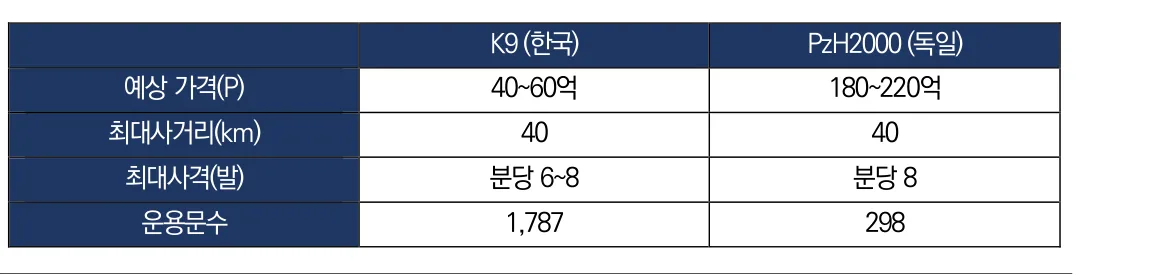 K9 (한국) PzH2000 (독일)
예상 가격(P) 40~60억 180~220억
최대사거리(km) 40 40
최대사격(발) 분당 6~8 분당 8
운용문수 1,787 298